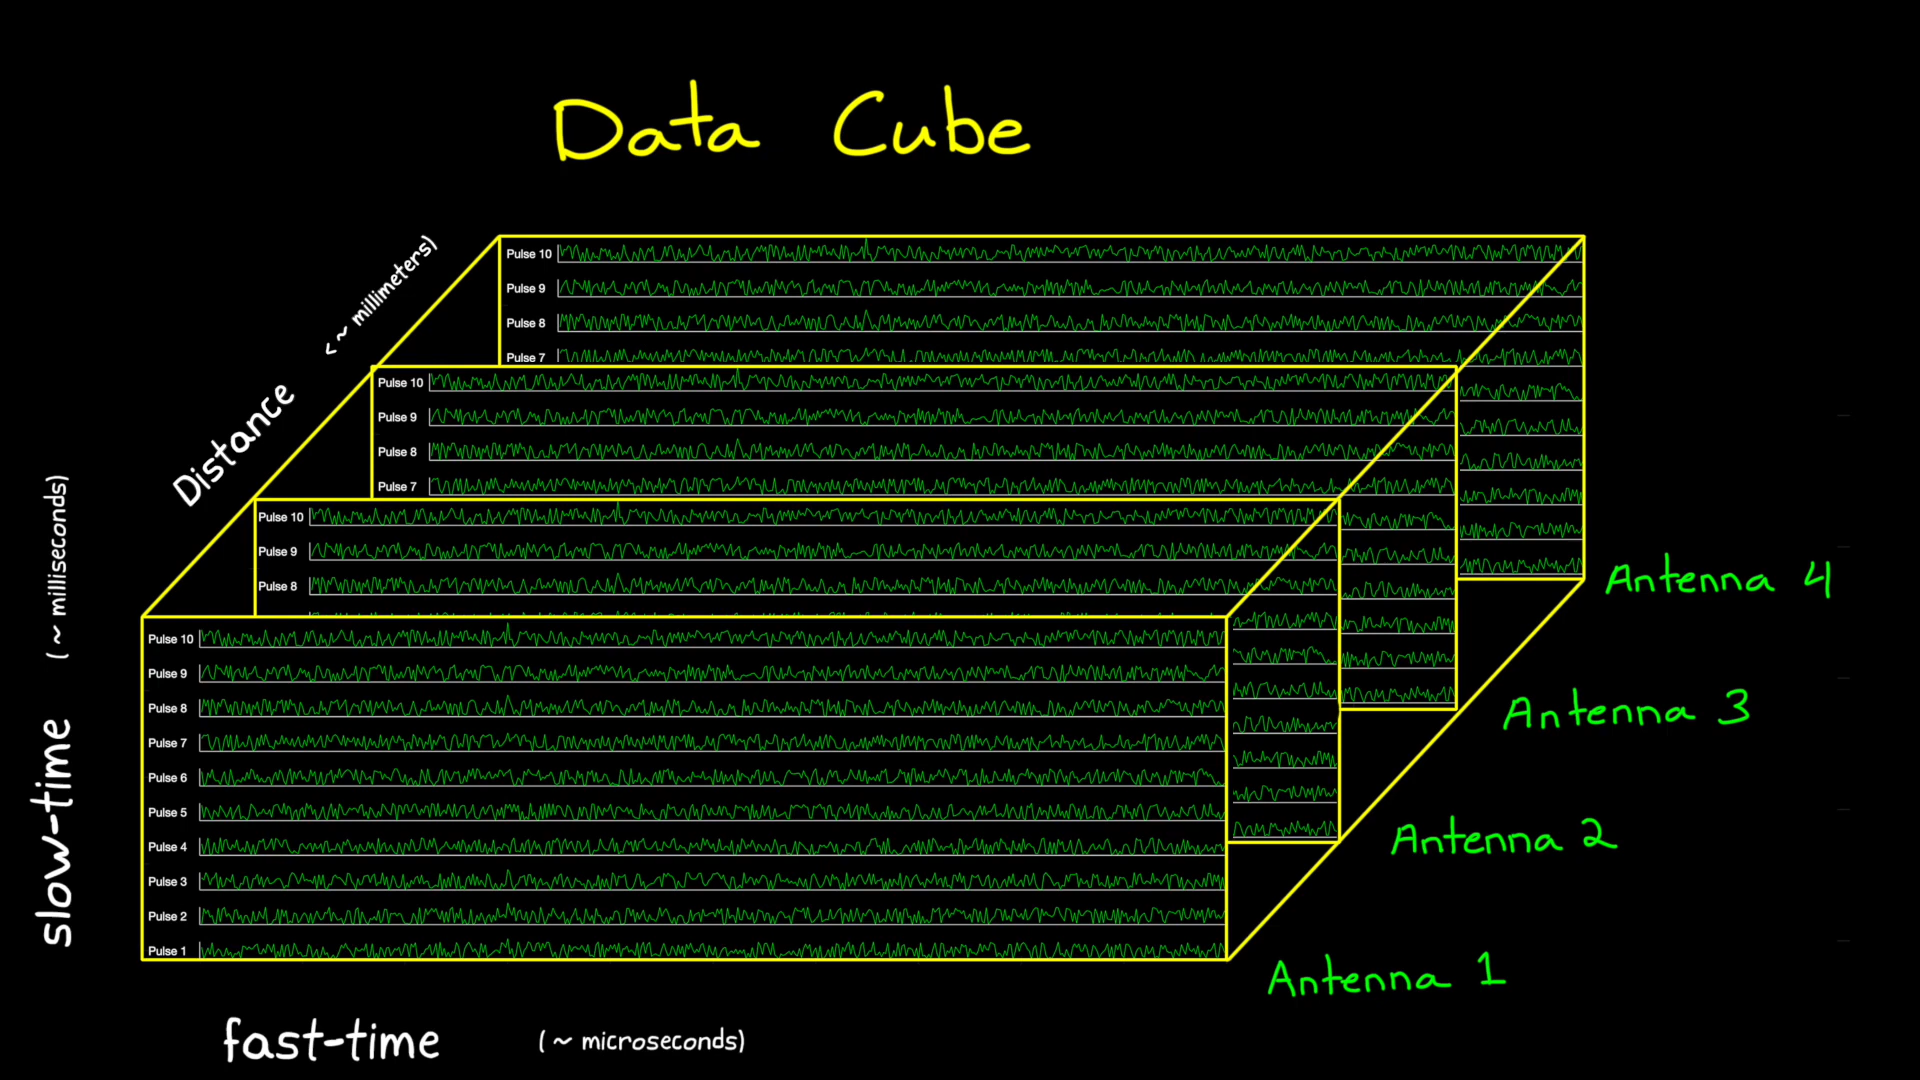 Data Cube
(~ millimeters)
Distance
Pulse 10
Pulse 9
Pulse 8
Pulse 7
Pulse 10
Pulse 9
Pulse 8
Pulse 7
Pulse 10
Pulse 9
Pulse 8
Pulse 10
Pulse 9
Pulse 8
Pulse 7
Pulse 6
Pulse 5
Pulse 4
Pulse 3
Pulse 2
Pulse 1
Antenna 4
Antenna 3
Antenna 2
Antenna 1
slow-time (~ milliseconds)
fast-time (~ microseconds)